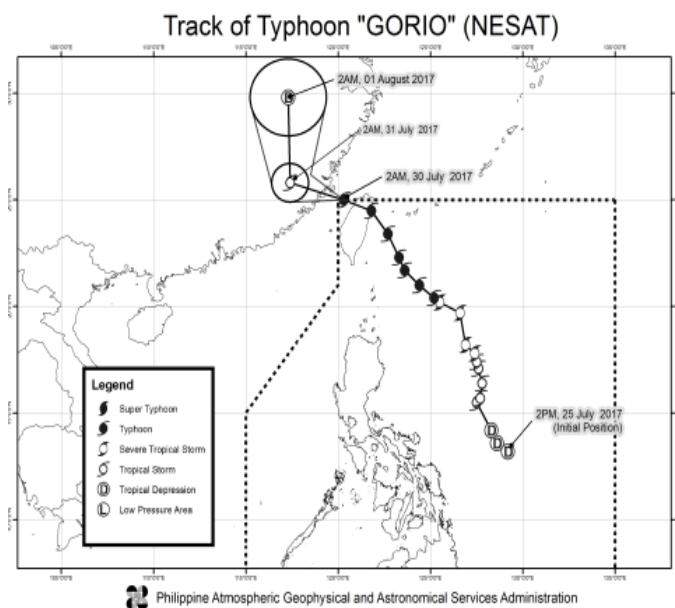 Track of Typhoon "GORIO" (NESAT)
2AM, 01 August 2017
2AM, 31 July 2017
2AM, 30 July 2017
2PM, 25 July 2017
(Initial Position)
Legend
Super Typhoon
Typhoon
Severe Tropical Storm
Tropical Storm
D Tropical Depression
L Low Pressure Area
Philippine Atmospheric Geophysical and Astronomical Services Administration